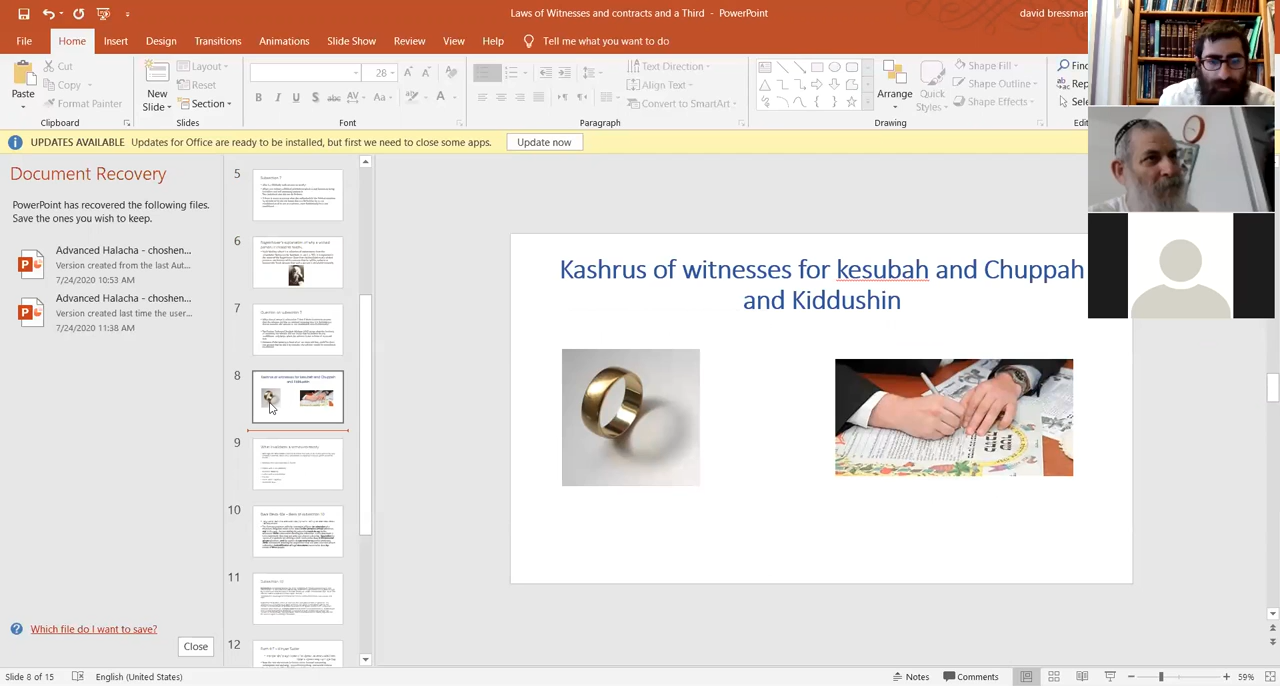 Laws of Witnesses and contracts and a Third - PowerPoint
david bressman
File Home Insert Design Transitions Animations Slide Show Review View Help Tell me what you want to do
Paste
Cut
Copy
Format Painter
Clipboard
New
Slide
Layout
Reset
Section
Slides
28
B I U S abc AV Aa A
Font
Text Direction
Align Text
Convert to SmartArt
Paragraph
Arrange
Quick
Styles
Shape Fill
Shape Outline
Shape Effects
Drawing
UPDATES AVAILABLE Updates for Office are ready to be installed, but first we need to close some apps. Update now
Document Recovery
PowerPoint has recovered the following files.
Save the ones you wish to keep.
Advanced Halacha - choshen...
Version created from the last Aut...
7/24/2020 10:53 AM
Advanced Halacha - choshen...
Version created last time the user...
7/24/2020 11:38 AM
Which file do I want to save?
Close
5
6
7
8
9
10
11
12
Kashrus of witnesses for kesubah and Chuppah
and Kiddushin
Slide 8 of 15 English (United States) Notes Comments 59%